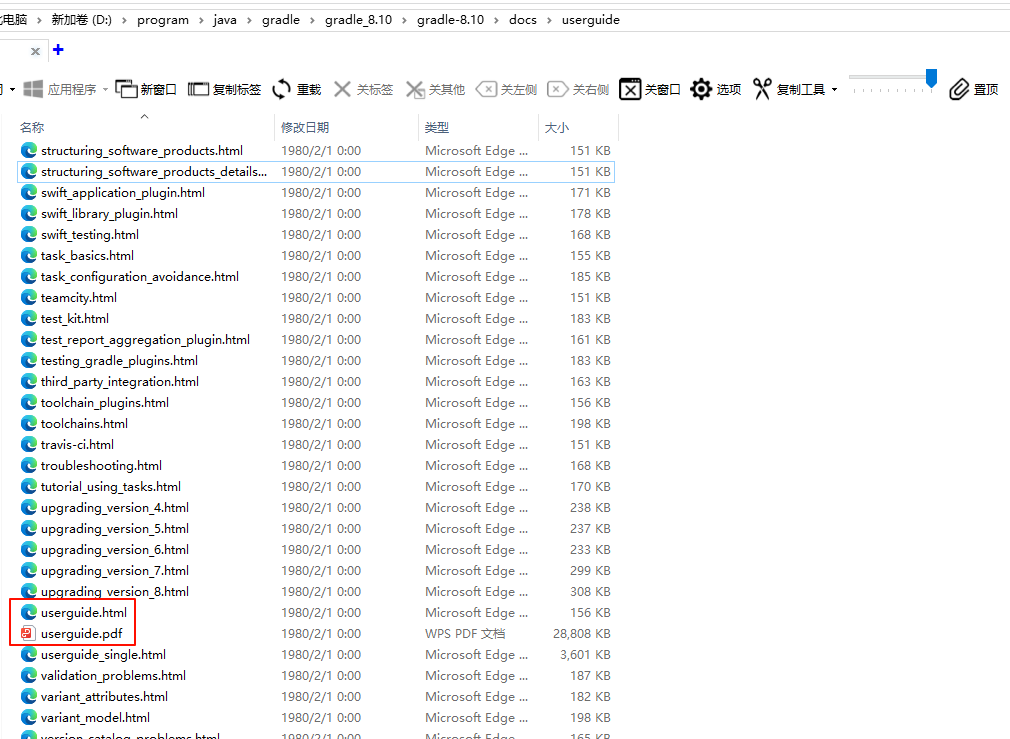 电脑 › 新加卷 (D:) › program › java › gradle › gradle_8.10 › gradle-8.10 › docs › userguide
应用程序 新窗口 复制标签 重载 关标签 关其他 关左侧 关右侧 关窗口 选项 复制工具 置顶
名称 修改日期 类型 大小
structuring_software_products.html 1980/2/1 0:00 Microsoft Edge ... 151 KB
structuring_software_products_details... 1980/2/1 0:00 Microsoft Edge ... 151 KB
swift_application_plugin.html 1980/2/1 0:00 Microsoft Edge ... 171 KB
swift_library_plugin.html 1980/2/1 0:00 Microsoft Edge ... 178 KB
swift_testing.html 1980/2/1 0:00 Microsoft Edge ... 168 KB
task_basics.html 1980/2/1 0:00 Microsoft Edge ... 155 KB
task_configuration_avoidance.html 1980/2/1 0:00 Microsoft Edge ... 185 KB
teamcity.html 1980/2/1 0:00 Microsoft Edge ... 151 KB
test_kit.html 1980/2/1 0:00 Microsoft Edge ... 183 KB
test_report_aggregation_plugin.html 1980/2/1 0:00 Microsoft Edge ... 161 KB
testing_gradle_plugins.html 1980/2/1 0:00 Microsoft Edge ... 183 KB
third_party_integration.html 1980/2/1 0:00 Microsoft Edge ... 163 KB
toolchain_plugins.html 1980/2/1 0:00 Microsoft Edge ... 156 KB
toolchains.html 1980/2/1 0:00 Microsoft Edge ... 198 KB
travis-ci.html 1980/2/1 0:00 Microsoft Edge ... 151 KB
troubleshooting.html 1980/2/1 0:00 Microsoft Edge ... 168 KB
tutorial_using_tasks.html 1980/2/1 0:00 Microsoft Edge ... 170 KB
upgrading_version_4.html 1980/2/1 0:00 Microsoft Edge ... 238 KB
upgrading_version_5.html 1980/2/1 0:00 Microsoft Edge ... 237 KB
upgrading_version_6.html 1980/2/1 0:00 Microsoft Edge ... 233 KB
upgrading_version_7.html 1980/2/1 0:00 Microsoft Edge ... 299 KB
upgrading_version_8.html 1980/2/1 0:00 Microsoft Edge ... 308 KB
userguide.html 1980/2/1 0:00 Microsoft Edge ... 156 KB
userguide.pdf 1980/2/1 0:00 WPS PDF 文档 28,808 KB
userguide_single.html 1980/2/1 0:00 Microsoft Edge ... 3,601 KB
validation_problems.html 1980/2/1 0:00 Microsoft Edge ... 187 KB
variant_attributes.html 1980/2/1 0:00 Microsoft Edge ... 182 KB
variant_model.html 1980/2/1 0:00 Microsoft Edge ... 198 KB
version_catalog_problems.html 1980/2/1 0:00 Microsoft Edge ... 165 KB